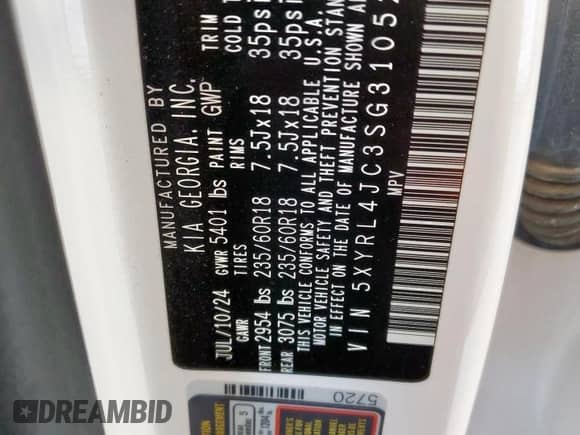 MANUFACTURED BY
KIA GEORGIA, INC.
JUL/10/24 GVWR 5401 lbs PAINT GWP TRIM
GAWR TIRES RIMS COLD
FRONT 2954 lbs 235/60R18 7.5Jx18 35psi
REAR 3075 lbs 235/60R18 7.5Jx18 35psi
THIS VEHICLE CONFORMS TO ALL APPLICABLE U.S.A.
MOTOR VEHICLE SAFETY AND THEFT PREVENTION STAN
IN EFFECT ON THE DATE OF MANUFACTURE SHOWN A
VIN 5XYRL4JC3SG3105
MPV
5720
DREAMBID